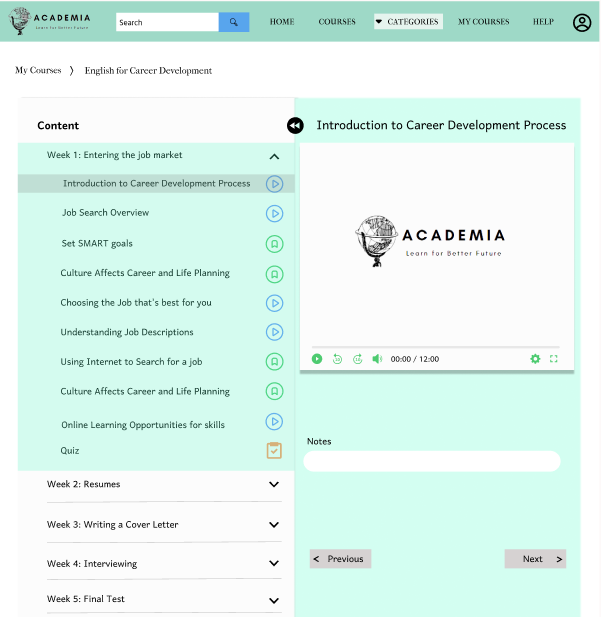 ACADEMIA
Learn for Better Future
Search
HOME
COURSES
CATEGORIES
MY COURSES
HELP
My Courses 〉 English for Career Development
Content
Week 1: Entering the job market
Introduction to Career Development Process
Job Search Overview
Set SMART goals
Culture Affects Career and Life Planning
Choosing the Job that's best for you
Understanding Job Descriptions
Using Internet to Search for a job
Culture Affects Career and Life Planning
Online Learning Opportunities for skills
Quiz
Week 2: Resumes
Week 3: Writing a Cover Letter
Week 4: Interviewing
Week 5: Final Test
Introduction to Career Development Process
ACADEMIA
Learn for Better Future
00:00 / 12:00
Notes
< Previous
Next >